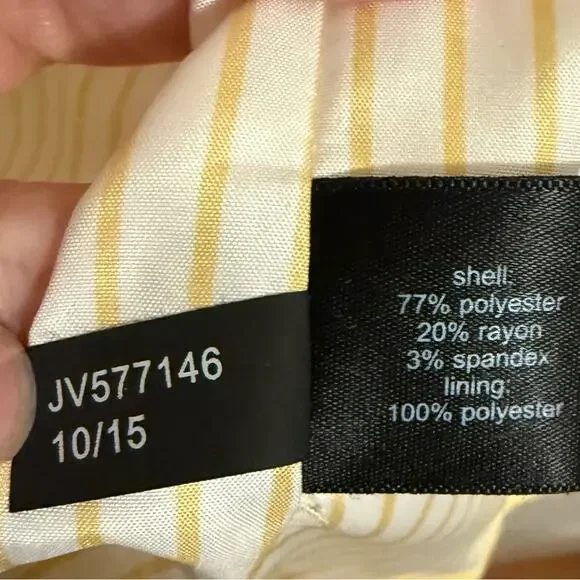 JV577146
10/15
shell:
77% polyester
20% rayon
3% spandex
lining:
100% polyester